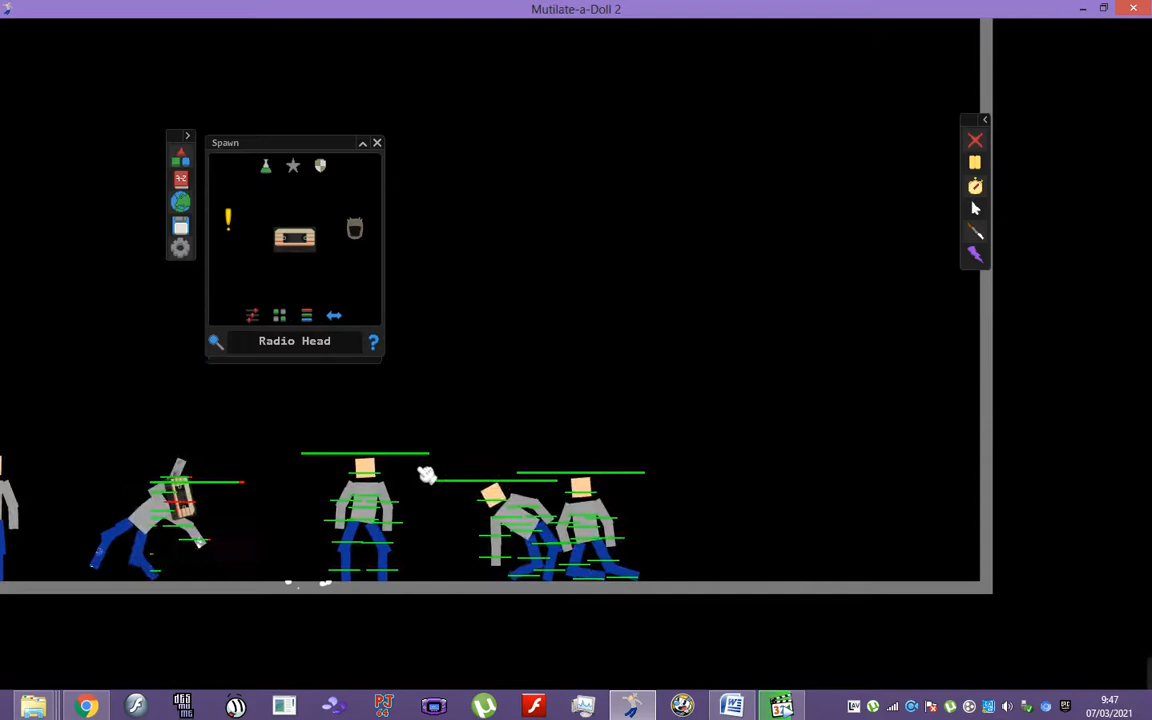 Mutilate-a-Doll 2
Spawn
Radio Head
9:47
07/03/2021